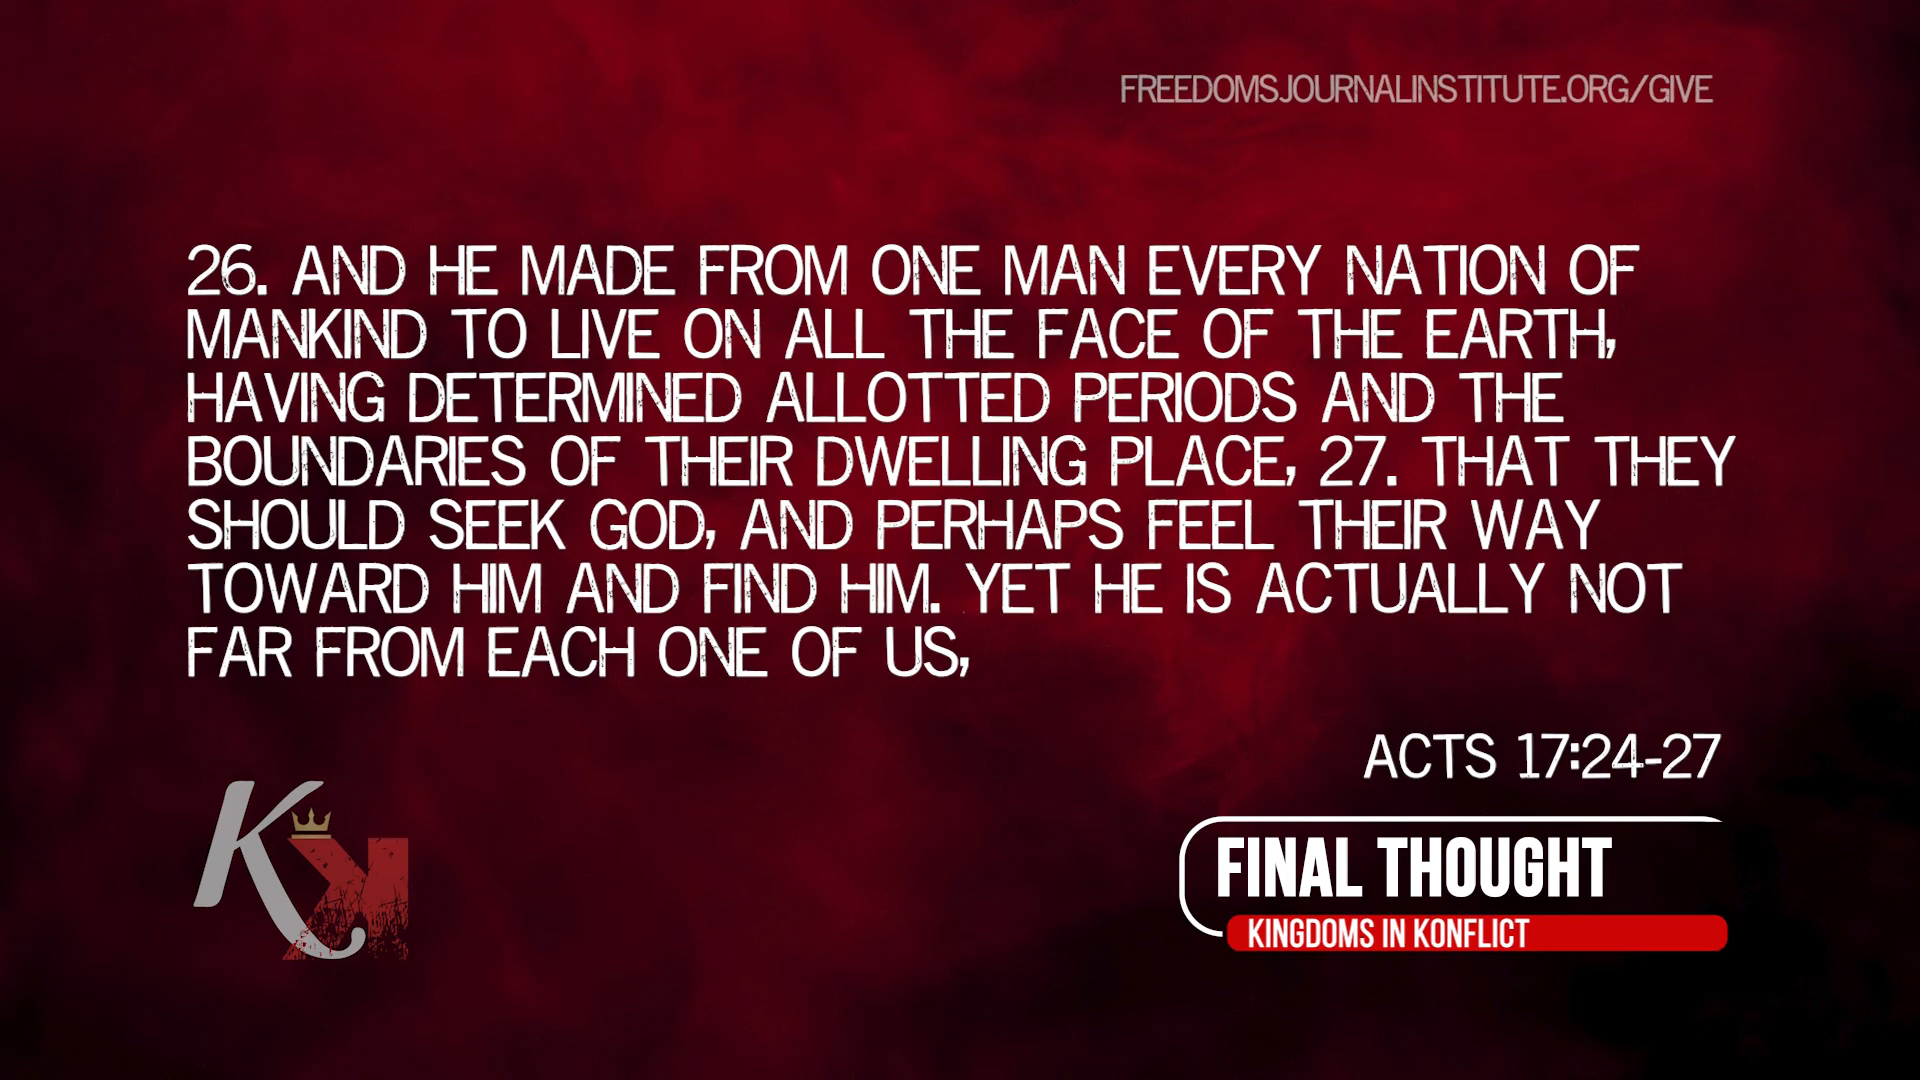 FREEDOMSJOURNALINSTITUTE.ORG/GIVE
26. AND HE MADE FROM ONE MAN EVERY NATION OF
MANKIND TO LIVE ON ALL THE FACE OF THE EARTH,
HAVING DETERMINED ALLOTTED PERIODS AND THE
BOUNDARIES OF THEIR DWELLING PLACE, 27. THAT THEY
SHOULD SEEK GOD, AND PERHAPS FEEL THEIR WAY
TOWARD HIM AND FIND HIM. YET HE IS ACTUALLY NOT
FAR FROM EACH ONE OF US,
ACTS 17:24-27
KK
FINAL THOUGHT
KINGDOMS IN KONFLICT